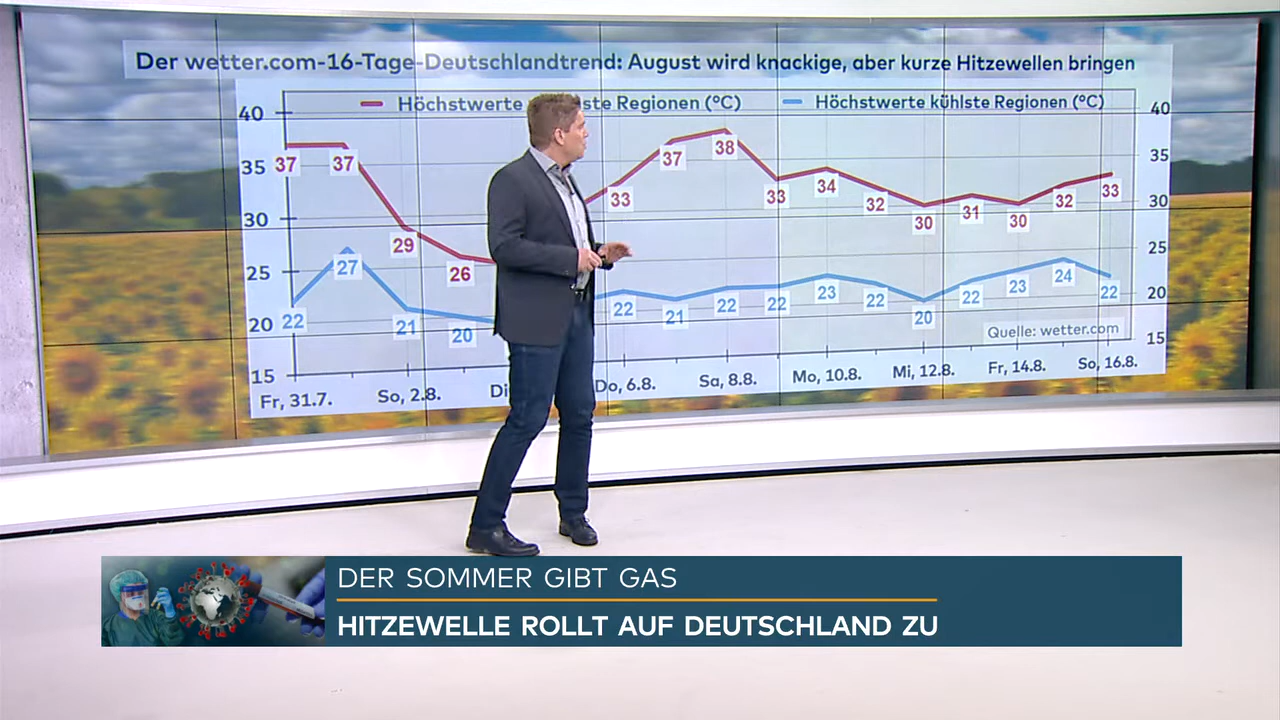 Der wetter.com-16-Tage-Deutschlandtrend: August wird knackige, aber kurze Hitzewellen bringen
Höchstwerte Regionen (°C) Höchstwerte kühlste Regionen (°C)
40 40
35 35
30 30
25 25
20 20
15 15
37 37 29 26 33 37 38 33 34 32 30 31 30 32 33
22 27 21 20 22 21 22 22 23 22 20 22 23 24 22
Quelle: wetter.com
Fr, 31.7. So, 2.8. Do, 6.8. Sa, 8.8. Mo, 10.8. Mi, 12.8. Fr, 14.8. So, 16.8.
DER SOMMER GIBT GAS
HITZEWELLE ROLLT AUF DEUTSCHLAND ZU